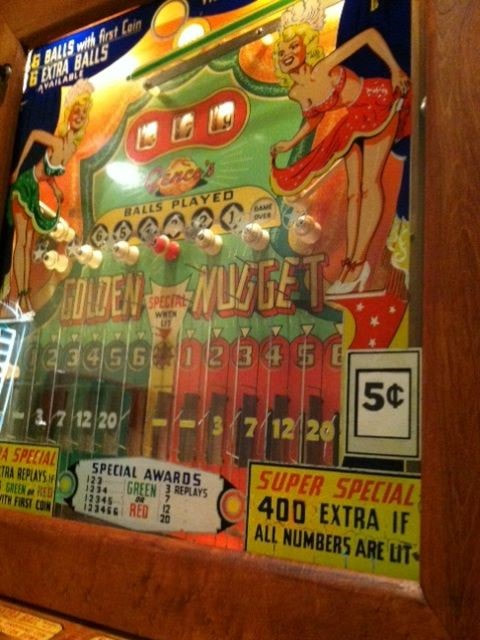 BALLS with first Coin
6 EXTRA BALLS
AVAILABLE
Genco's
BALLS PLAYED
GAME OVER
GOLDEN NUGGET
SPECIAL
WHEN
LIT
2 3 4 5 6 1 2 3 4 5 6
- 3 7 12 20 - - 3 7 12 20
5¢
SPECIAL
EXTRA REPLAYS IF
GREEN or RED
WITH FIRST COIN
SPECIAL AWARDS
123 3 REPLAYS
1234 GREEN 7
12345 OR 12
123456 RED 20
SUPER SPECIAL
400 EXTRA IF
ALL NUMBERS ARE LIT